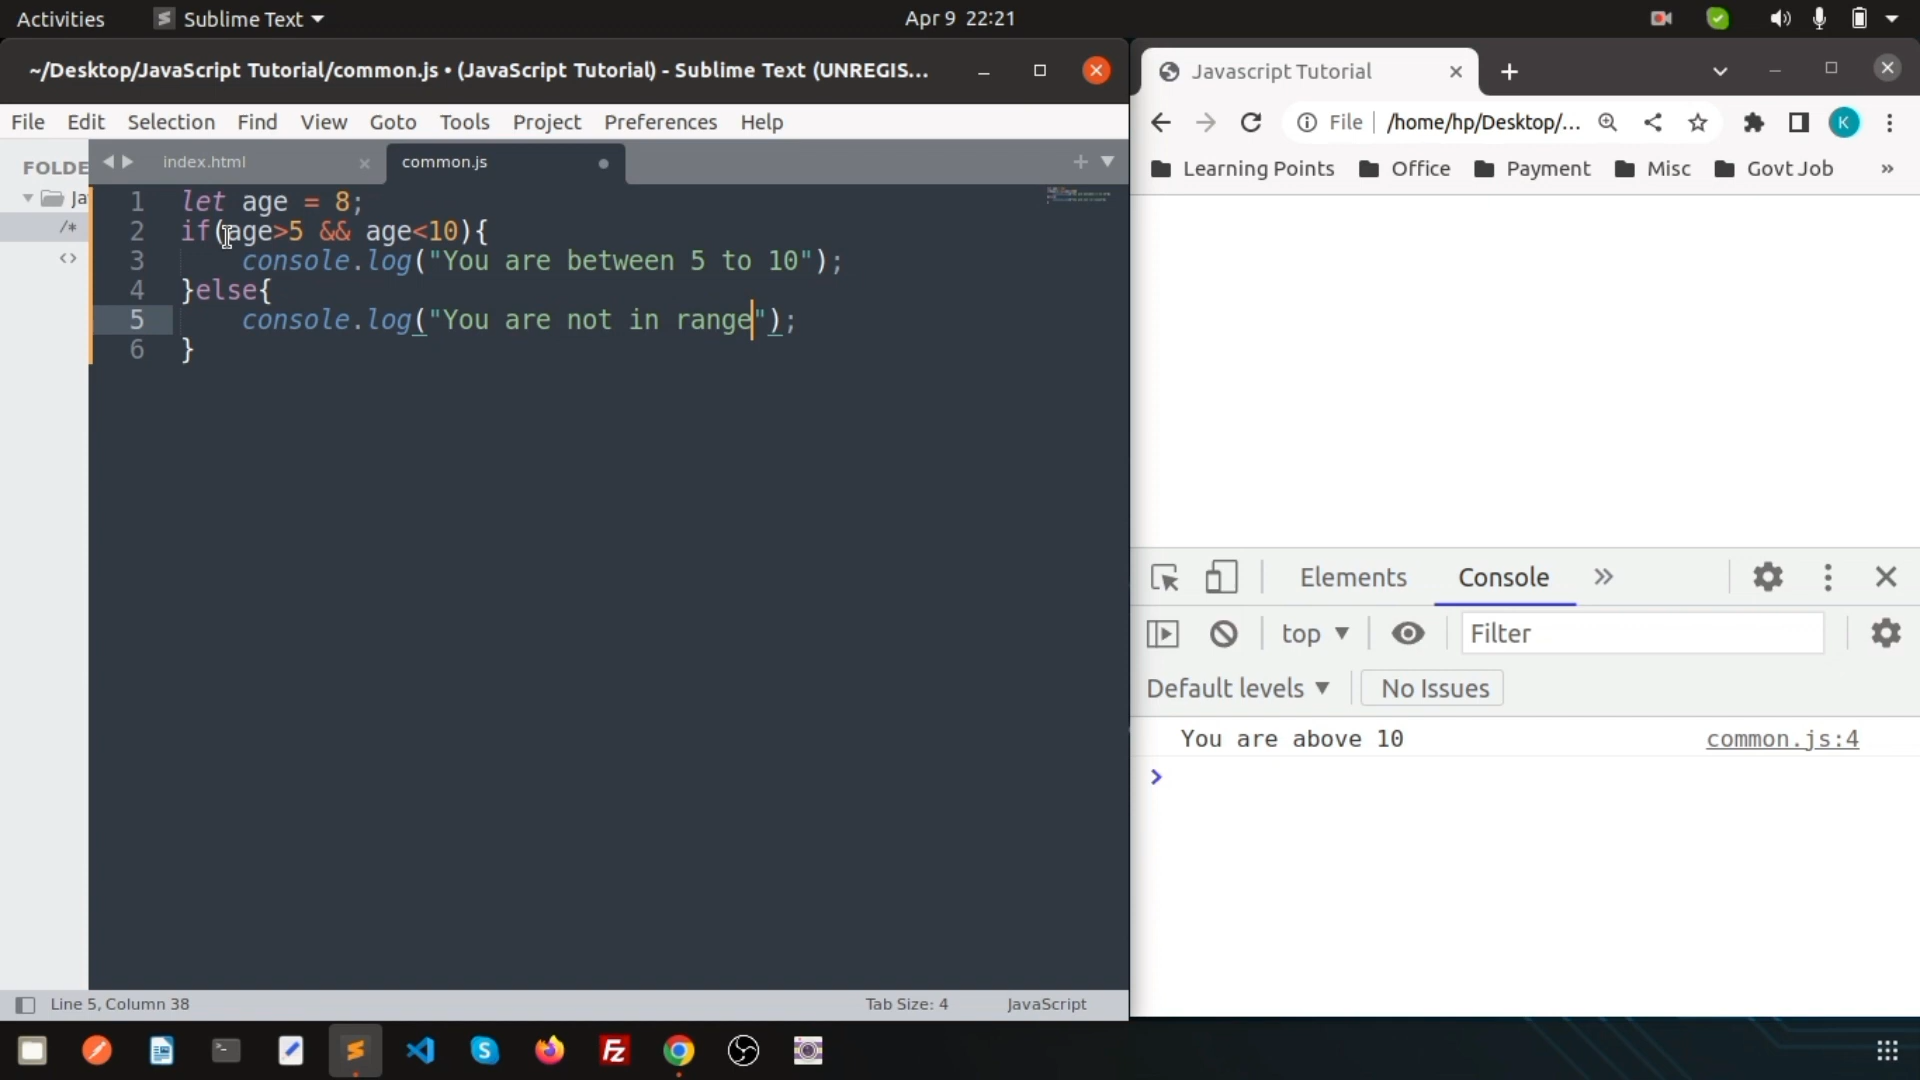 Activities
Sublime Text
Apr 9 22:21
~/Desktop/JavaScript Tutorial/common.js • (JavaScript Tutorial) - Sublime Text (UNREGIS...
File Edit Selection Find View Goto Tools Project Preferences Help
FOLDE
Ja
/*
<>
index.html
common.js
1 let age = 8;
2 if(age>5 && age<10){
3 console.log("You are between 5 to 10");
4 }else{
5 console.log("You are not in range");
6 }
Line 5, Column 38
Tab Size: 4
JavaScript
Javascript Tutorial
File
/home/hp/Desktop/...
K
Learning Points
Office
Payment
Misc
Govt Job
»
Elements
Console
top
Filter
Default levels
No Issues
You are above 10
common.js:4
>
S
FZ